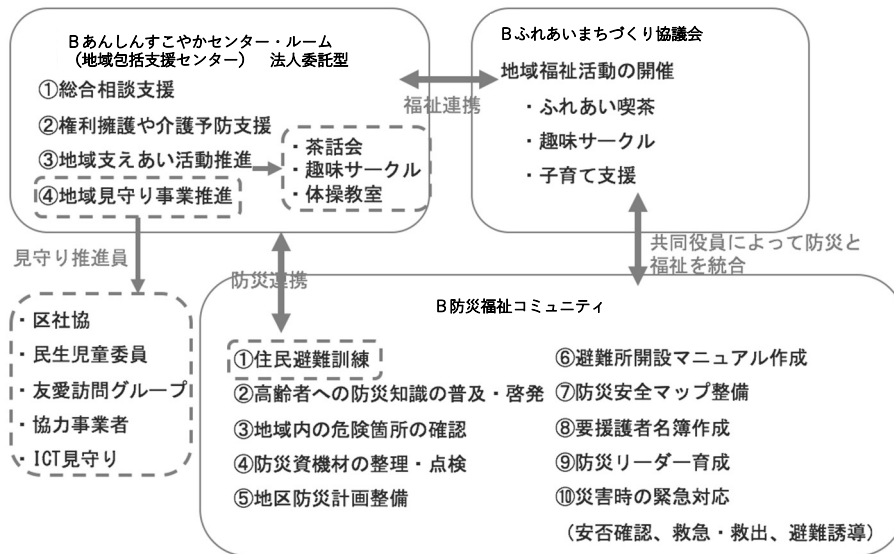 Bあんしんすこやかセンター・ルーム
(地域包括支援センター) 法人委託型
①総合相談支援
②権利擁護や介護予防支援
③地域支えあい活動推進
④地域見守り事業推進
・茶話会
・趣味サークル
・体操教室
福祉連携
Bふれあいまちづくり協議会
地域福祉活動の開催
・ふれあい喫茶
・趣味サークル
・子育て支援
見守り推進員
防災連携
共同役員によって防災と
福祉を統合
・区社協
・民生児童委員
・友愛訪問グループ
・協力事業者
・ICT見守り
B防災福祉コミュニティ
①住民避難訓練
②高齢者への防災知識の普及・啓発
③地域内の危険箇所の確認
④防災資機材の整理・点検
⑤地区防災計画整備
⑥避難所開設マニュアル作成
⑦防災安全マップ整備
⑧要援護者名簿作成
⑨防災リーダー育成
⑩災害時の緊急対応
(安否確認、救急・救出、避難誘導)